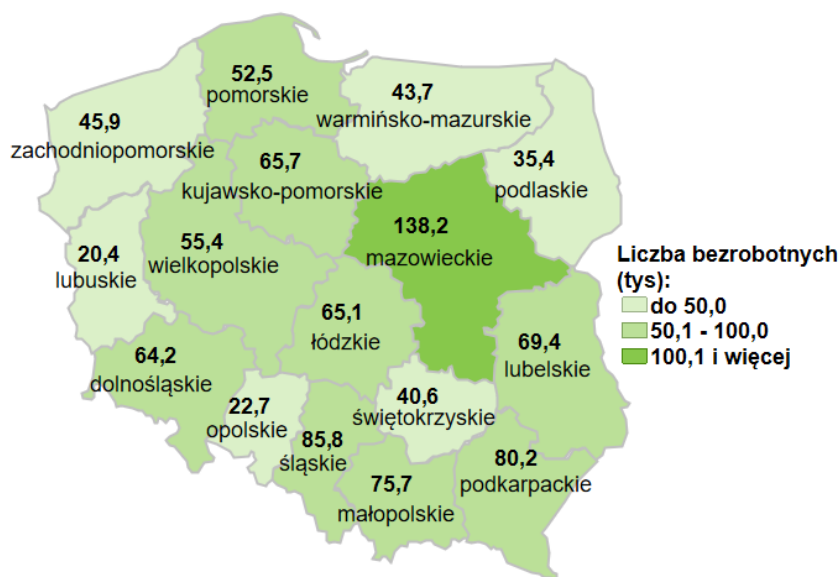 52,5
pomorskie
43,7
warmińsko-mazurskie
45,9
zachodniopomorskie
35,4
podlaskie
65,7
kujawsko-pomorskie
138,2
mazowieckie
20,4
lubuskie
55,4
wielkopolskie
Liczba bezrobotnych
(tys):
do 50,0
50,1 - 100,0
100,1 i więcej
65,1
łódzkie
69,4
lubelskie
64,2
dolnośląskie
22,7
opolskie
40,6
świętokrzyskie
85,8
śląskie
80,2
podkarpackie
75,7
małopolskie